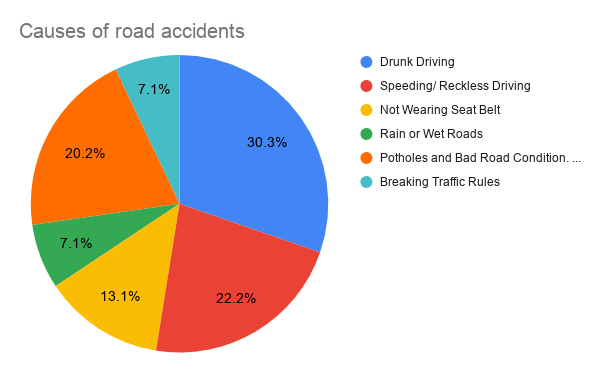 Causes of road accidents
7.1%
30.3%
20.2%
7.1%
13.1%
22.2%
Drunk Driving
Speeding/ Reckless Driving
Not Wearing Seat Belt
Rain or Wet Roads
Potholes and Bad Road Condition. ...
Breaking Traffic Rules